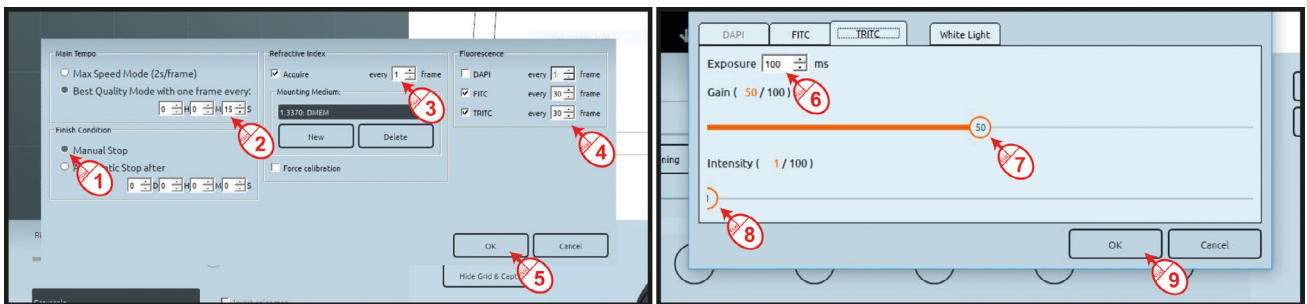 Main Tempo
Max Speed Mode (2s/frame)
Best Quality Mode with one frame every:
0 H 0 M 15 S
2
Finish Condition
Manual Stop
1
Stop after
0 D 0 H 0 M 0 S
Refractive Index
Acquire every 1 frame
3
Mounting Medium:
1.3370: DMEM
New Delete
Force calibration
Fluorescence
DAPI every 1 frame
FITC every 30 frame
TRITC every 30 frame
4
OK Cancel
5
Hide Grid &
DAPI FITC TRITC White Light
Exposure 100 ms
6
Gain ( 50 / 100 )
50
7
Intensity ( 1 / 100 )
8
OK Cancel
9